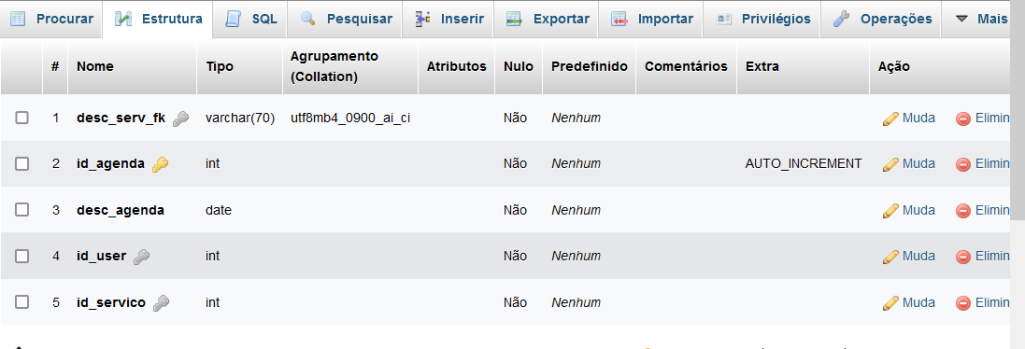 Procurar Estrutura SQL Pesquisar Inserir Exportar Importar Privilégios Operações Mais
# Nome Tipo Agrupamento (Collation) Atributos Nulo Predefinido Comentários Extra Ação
1 desc_serv_fk varchar(70) utf8mb4_0900_ai_ci Não Nenhum Muda Elimin
2 id_agenda int Não Nenhum AUTO_INCREMENT Muda Elimin
3 desc_agenda date Não Nenhum Muda Elimin
4 id_user int Não Nenhum Muda Elimin
5 id_servico int Não Nenhum Muda Elimin